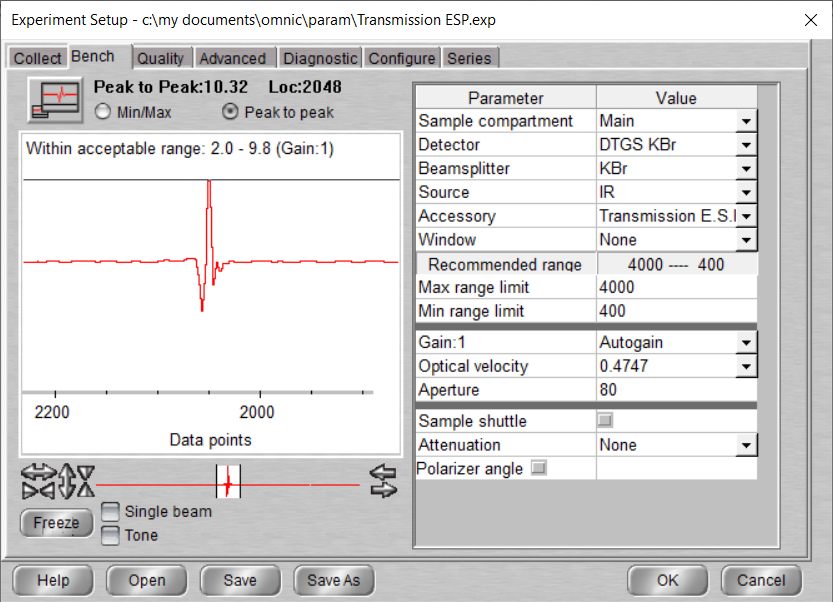 Experiment Setup - c:\my documents\omnic\param\Transmission ESP.exp
Collect Bench Quality Advanced Diagnostic Configure Series
Peak to Peak:10.32 Loc:2048
Min/Max Peak to peak
Within acceptable range: 2.0 - 9.8 (Gain:1)
2200 2000
Data points
Freeze
Single beam
Tone
Parameter Value
Sample compartment Main
Detector DTGS KBr
Beamsplitter KBr
Source IR
Accessory Transmission E.S.
Window None
Recommended range 4000 ---- 400
Max range limit 4000
Min range limit 400
Gain:1 Autogain
Optical velocity 0.4747
Aperture 80
Sample shuttle
Attenuation None
Polarizer angle
Help Open Save Save As OK Cancel